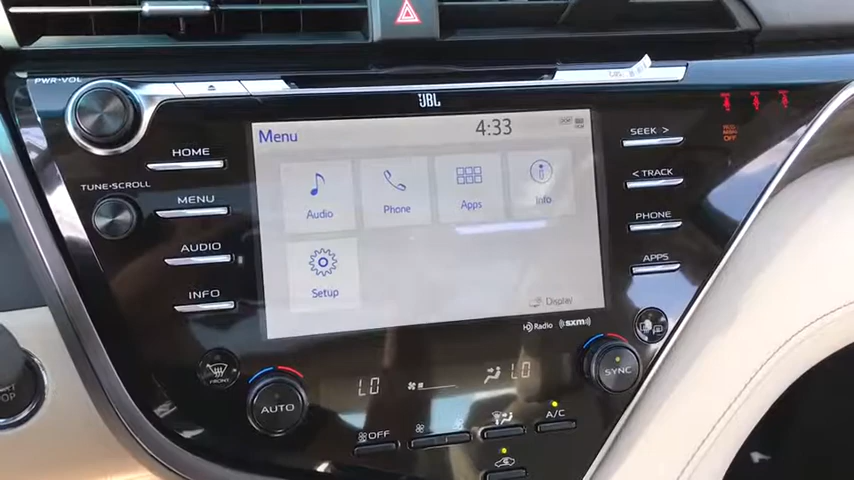 PWR•VOL
JBL
HOME
TUNE•SCROLL
MENU
AUDIO
INFO
Menu
4:33
Audio
Phone
Apps
Info
Setup
Display
SEEK >
< TRACK
PHONE
APPS
HD Radio
sxm
FRONT
AUTO
LO
LO
SYNC
OFF
A/C
OFF